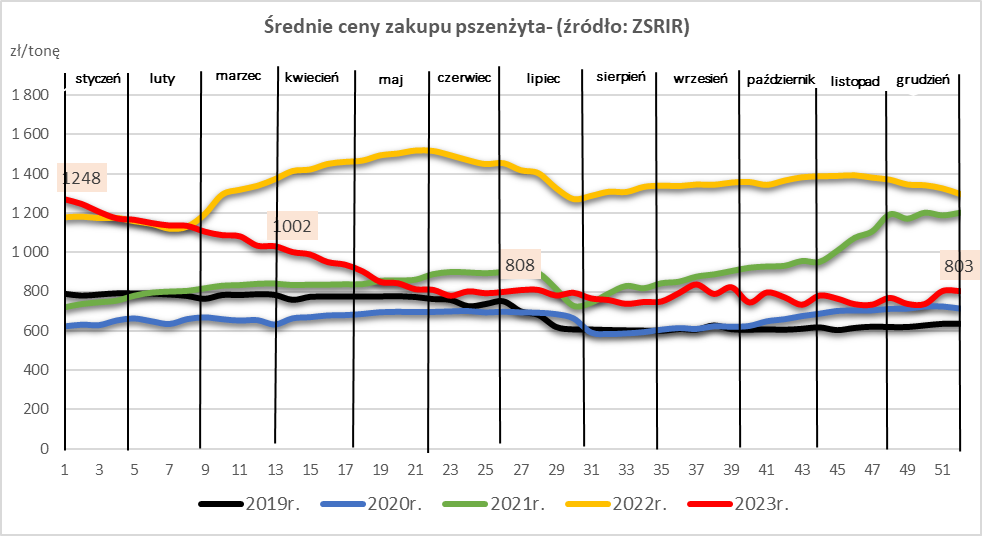 Średnie ceny zakupu pszenżyta- (źródło: ZSRIR)
zł/tonę
styczeń luty marzec kwiecień maj czerwiec lipiec sierpień wrzesień październik listopad grudzień
1 800
1 600
1 400
1 200
1 000
800
600
400
200
0
1248
1002
808
803
1 3 5 7 9 11 13 15 17 19 21 23 25 27 29 31 33 35 37 39 41 43 45 47 49 51
2019r. 2020r. 2021r. 2022r. 2023r.